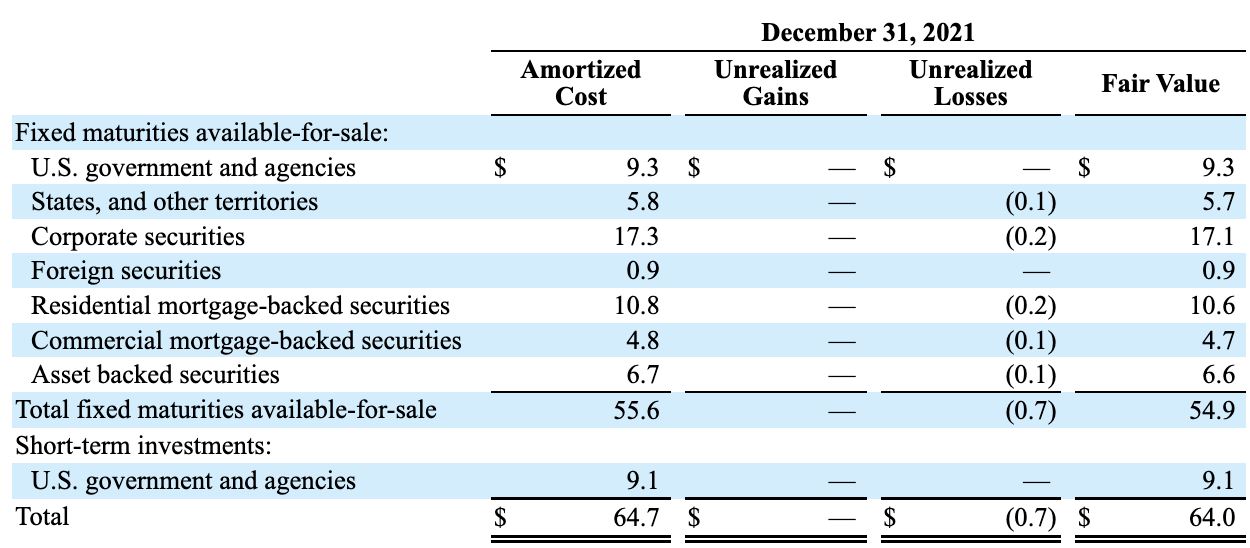 December 31, 2021
Amortized Cost Unrealized Gains Unrealized Losses Fair Value
Fixed maturities available-for-sale:
U.S. government and agencies $ 9.3 $ — $ — $ 9.3
States, and other territories 5.8 — (0.1) 5.7
Corporate securities 17.3 — (0.2) 17.1
Foreign securities 0.9 — — 0.9
Residential mortgage-backed securities 10.8 — (0.2) 10.6
Commercial mortgage-backed securities 4.8 — (0.1) 4.7
Asset backed securities 6.7 — (0.1) 6.6
Total fixed maturities available-for-sale 55.6 — (0.7) 54.9
Short-term investments:
U.S. government and agencies 9.1 — — 9.1
Total $ 64.7 $ — $ (0.7) $ 64.0